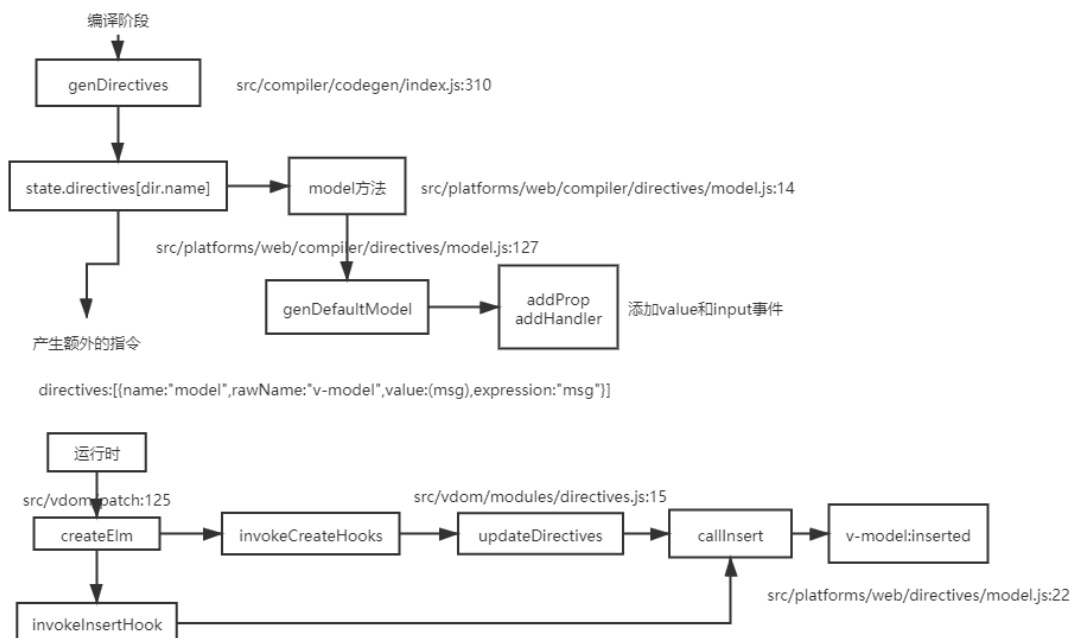 编译阶段
genDirectives
src/compiler/codegen/index.js:310
state.directives[dir.name]
model方法
src/platforms/web/compiler/directives/model.js:14
src/platforms/web/compiler/directives/model.js:127
genDefaultModel
addProp
addHandler
添加value和input事件
产生额外的指令
directives:[{name:"model",rawName:"v-model",value:(msg),expression:"msg"}]
运行时
src/vdom/patch:125
src/vdom/modules/directives.js:15
createElm
invokeCreateHooks
updateDirectives
callInsert
v-model:inserted
src/platforms/web/directives/model.js:22
invokeInsertHook